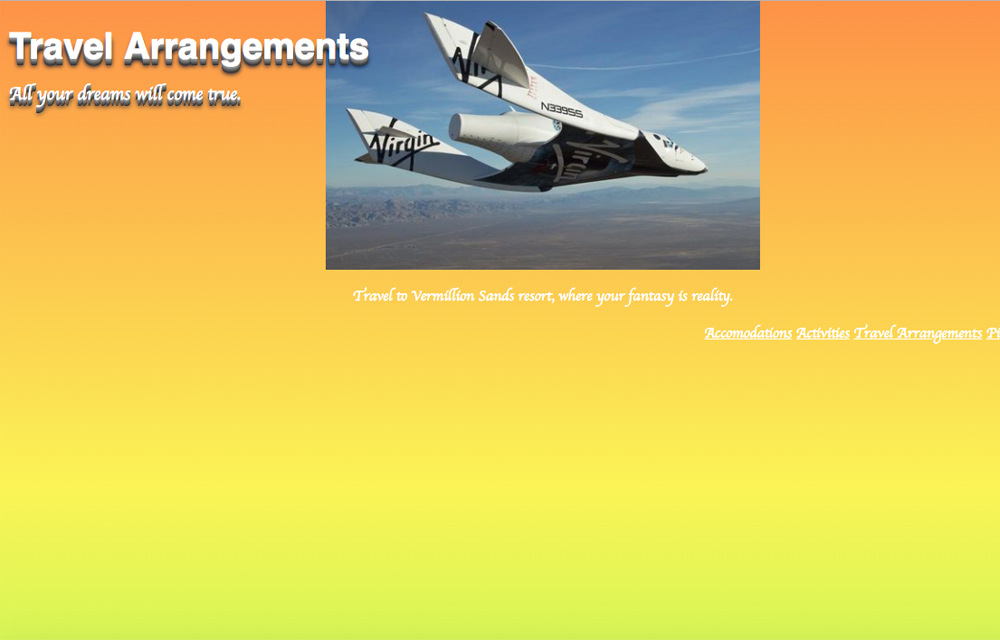 Travel Arrangements
All your dreams will come true.
Virgin
N339SS
Virgin
Virgin
Travel to Vermillion Sands resort, where your fantasy is reality.
Accomodations Activities Travel Arrangements